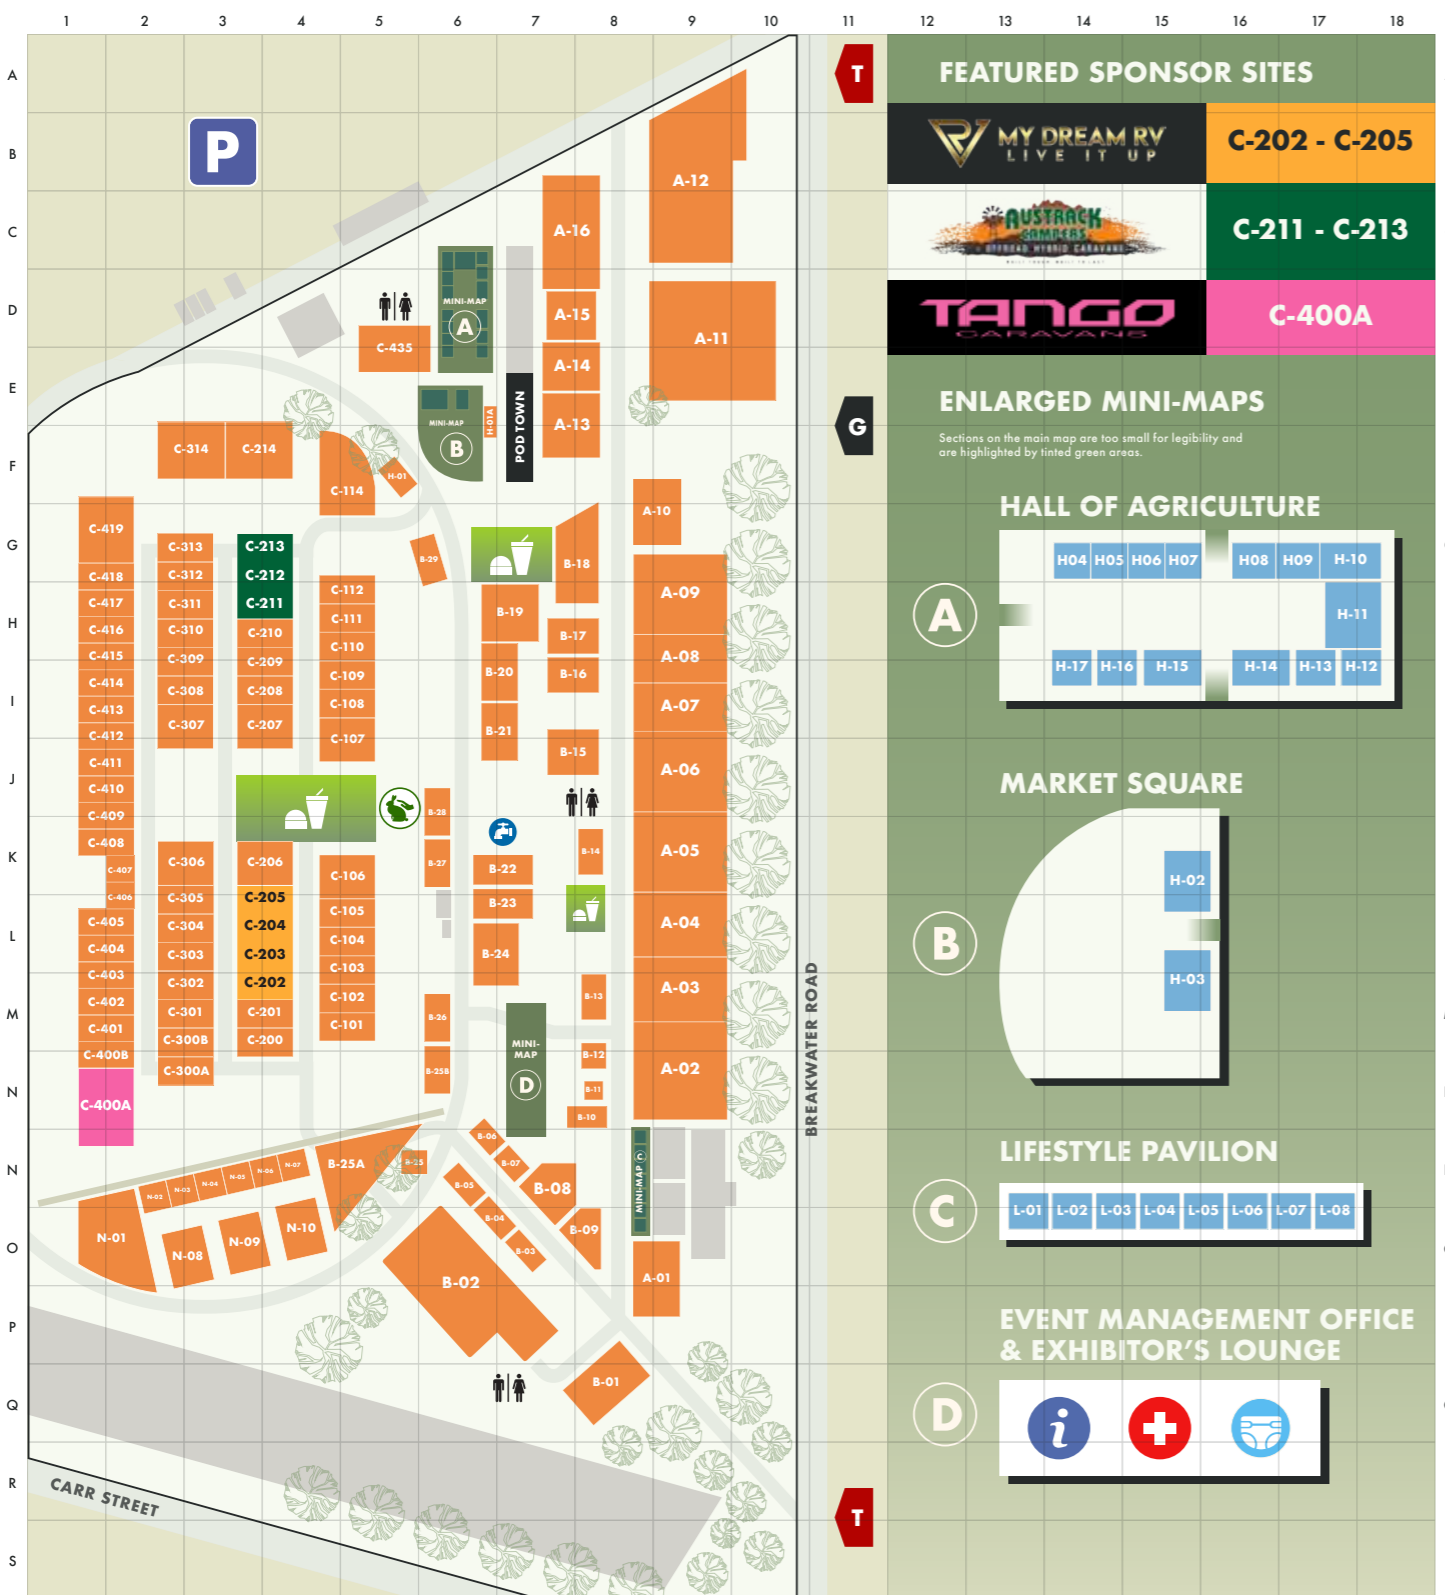 1 2 3 4 5 6 7 8 9 10 11 12 13 14 15 16 17 18
A
B
C
D
E
F
G
H
I
J
K
L
M
N
N
O
P
Q
R
S
P
A-12
A-16
A-15
A-14
A-13
A-11
A-10
A-09
A-08
A-07
A-06
A-05
A-04
A-03
A-02
A-01
MINI-MAP
A
C-435
MINI-MAP
B
H-01A
POD TOWN
H-01
C-314
C-214
C-114
C-419
C-418
C-417
C-416
C-415
C-414
C-413
C-412
C-411
C-410
C-409
C-408
C-407
C-406
C-405
C-404
C-403
C-402
C-401
C-400B
C-400A
C-313
C-312
C-311
C-310
C-309
C-308
C-307
C-306
C-305
C-304
C-303
C-302
C-301
C-300B
C-300A
C-213
C-212
C-211
C-210
C-209
C-208
C-207
C-206
C-205
C-204
C-203
C-202
C-201
C-200
C-112
C-111
C-110
C-109
C-108
C-107
C-106
C-105
C-104
C-103
C-102
C-101
B-29
B-28
B-27
B-26
B-25B
B-18
B-19
B-17
B-20
B-16
B-21
B-15
B-14
B-22
B-23
B-24
B-13
B-12
B-11
B-10
MINI-
MAP
D
MINI-MAP C
B-25A
B-25
B-06
B-07
B-08
B-05
B-04
B-09
B-03
B-02
B-01
N-01
N-02
N-03
N-04
N-05
N-06
N-07
N-08
N-09
N-10
BREAKWATER ROAD
CARR STREET
T
G
T
FEATURED SPONSOR SITES
MY DREAM RV
LIVE IT UP
C-202 - C-205
AUSTRACK
CAMPERS
OFFROAD HYBRID CARAVANS
C-211 - C-213
TANGO
CARAVANS
C-400A
ENLARGED MINI-MAPS
Sections on the main map are too small for legibility and
are highlighted by tinted green areas.
HALL OF AGRICULTURE
A
H04 H05 H06 H07 H08 H09 H-10
H-11
H-17 H-16 H-15 H-14 H-13 H-12
MARKET SQUARE
B
H-02
H-03
LIFESTYLE PAVILION
C
L-01 L-02 L-03 L-04 L-05 L-06 L-07 L-08
EVENT MANAGEMENT OFFICE
& EXHIBITOR'S LOUNGE
D
i